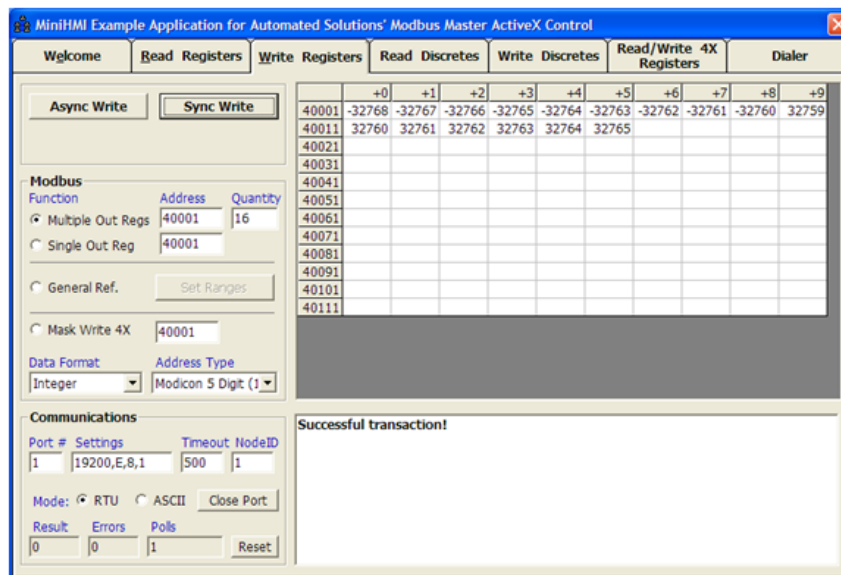 MiniHMI Example Application for Automated Solutions' Modbus Master ActiveX Control
Welcome Read Registers Write Registers Read Discretes Write Discretes Read/Write 4X Registers Dialer
Async Write Sync Write
Modbus
Function Address Quantity
Multiple Out Regs 40001 16
Single Out Reg 40001
General Ref. Set Ranges
Mask Write 4X 40001
Data Format Address Type
Integer Modicon 5 Digit (1
Communications
Port # Settings Timeout NodeID
1 19200,E,8,1 500 1
Mode: RTU ASCII Close Port
Result Errors Polls
0 0 1 Reset
+0 +1 +2 +3 +4 +5 +6 +7 +8 +9
40001 -32768 -32767 -32766 -32765 -32764 -32763 -32762 -32761 -32760 32759
40011 32760 32761 32762 32763 32764 32765
40021
40031
40041
40051
40061
40071
40081
40091
40101
40111
Successful transaction!